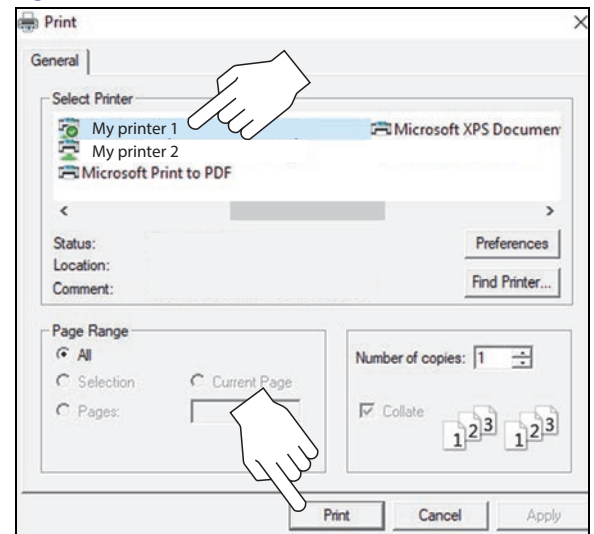 Print
General
Select Printer
My printer 1
Microsoft XPS Documen
My printer 2
Microsoft Print to PDF
Status:
Location:
Comment:
Preferences
Find Printer...
Page Range
All
Selection
Current Page
Pages:
Number of copies: 1
Collate
1 2 3 1 2 3
Print
Cancel
Apply